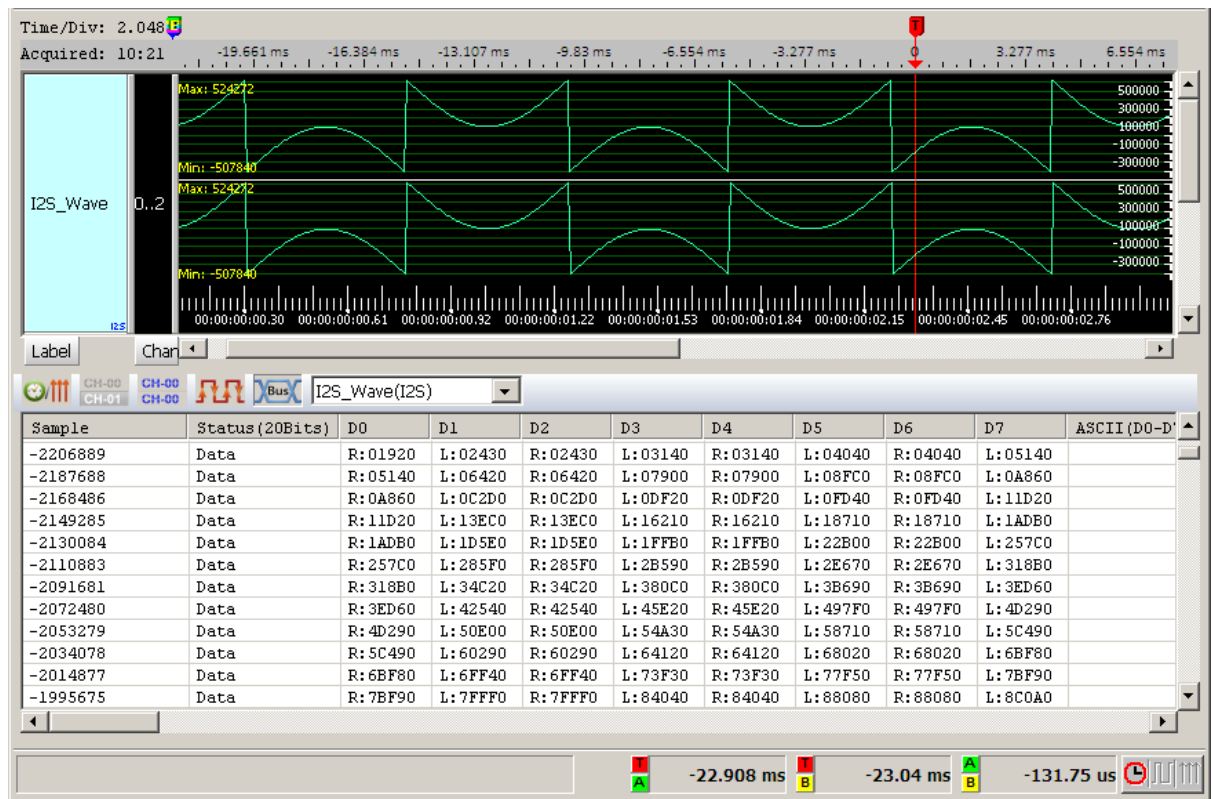 Time/Div: 2.048
B
T
Acquired: 10:21 -19.661 ms -16.384 ms -13.107 ms -9.83 ms -6.554 ms -3.277 ms 0 3.277 ms 6.554 ms
Max: 524272
500000
300000
100000
-100000
-300000
Min: -507840
I2S_Wave 0..2
Max: 524272
500000
300000
100000
-100000
-300000
Min: -507840
00:00:00:00.30 00:00:00:00.61 00:00:00:00.92 00:00:00:01.22 00:00:00:01.53 00:00:00:01.84 00:00:00:02.15 00:00:00:02.45 00:00:00:02.76
I2S
Label Chan
CH-00 CH-00
CH-01 CH-00
Bus I2S_Wave(I2S)
Sample Status(20Bits) D0 D1 D2 D3 D4 D5 D6 D7 ASCII(D0-D7
-2206889 Data R:01920 L:02430 R:02430 L:03140 R:03140 L:04040 R:04040 L:05140
-2187688 Data R:05140 L:06420 R:06420 L:07900 R:07900 L:08FC0 R:08FC0 L:0A860
-2168486 Data R:0A860 L:0C2D0 R:0C2D0 L:0DF20 R:0DF20 L:0FD40 R:0FD40 L:11D20
-2149285 Data R:11D20 L:13EC0 R:13EC0 L:16210 R:16210 L:18710 R:18710 L:1ADB0
-2130084 Data R:1ADB0 L:1D5E0 R:1D5E0 L:1FFB0 R:1FFB0 L:22B00 R:22B00 L:257C0
-2110883 Data R:257C0 L:285F0 R:285F0 L:2B590 R:2B590 L:2E670 R:2E670 L:318B0
-2091681 Data R:318B0 L:34C20 R:34C20 L:380C0 R:380C0 L:3B690 R:3B690 L:3ED60
-2072480 Data R:3ED60 L:42540 R:42540 L:45E20 R:45E20 L:497F0 R:497F0 L:4D290
-2053279 Data R:4D290 L:50E00 R:50E00 L:54A30 R:54A30 L:58710 R:58710 L:5C490
-2034078 Data R:5C490 L:60290 R:60290 L:64120 R:64120 L:68020 R:68020 L:6BF80
-2014877 Data R:6BF80 L:6FF40 R:6FF40 L:73F30 R:73F30 L:77F50 R:77F50 L:7BF90
-1995675 Data R:7BF90 L:7FFF0 R:7FFF0 L:84040 R:84040 L:88080 R:88080 L:8C0A0
T A -22.908 ms T B -23.04 ms A B -131.75 us